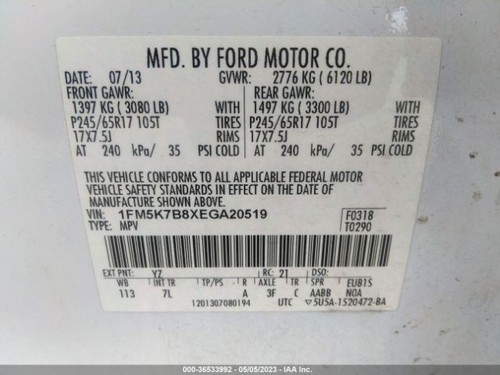 MFD. BY FORD MOTOR CO.
DATE: 07/13 GVWR: 2776 KG ( 6120 LB)
FRONT GAWR: REAR GAWR:
1397 KG ( 3080 LB) WITH 1497 KG ( 3300 LB) WITH
P245/65R17 105T TIRES P245/65R17 105T TIRES
17X7.5J RIMS 17X7.5J RIMS
AT 240 kPa/ 35 PSI COLD AT 240 kPa/ 35 PSI COLD
THIS VEHICLE CONFORMS TO ALL APPLICABLE FEDERAL MOTOR
VEHICLE SAFETY AND BUMPER STANDARDS IN EFFECT ON THE DATE OF
MANUFACTURE SHOWN ABOVE.
VIN: 1FM5K7B8XEGA20519 F0318
TYPE: MPV T0290
EXT PNT: YZ RC: 21 DSO:
WB INT TR TP/PS R AXLE TR SPR EUB1S
113 7L A 3F C AABB NOA
1201307080194 UTC ▽5U5A-1520472-BA
000-36533992 - 05/05/2023 - IAA Inc.